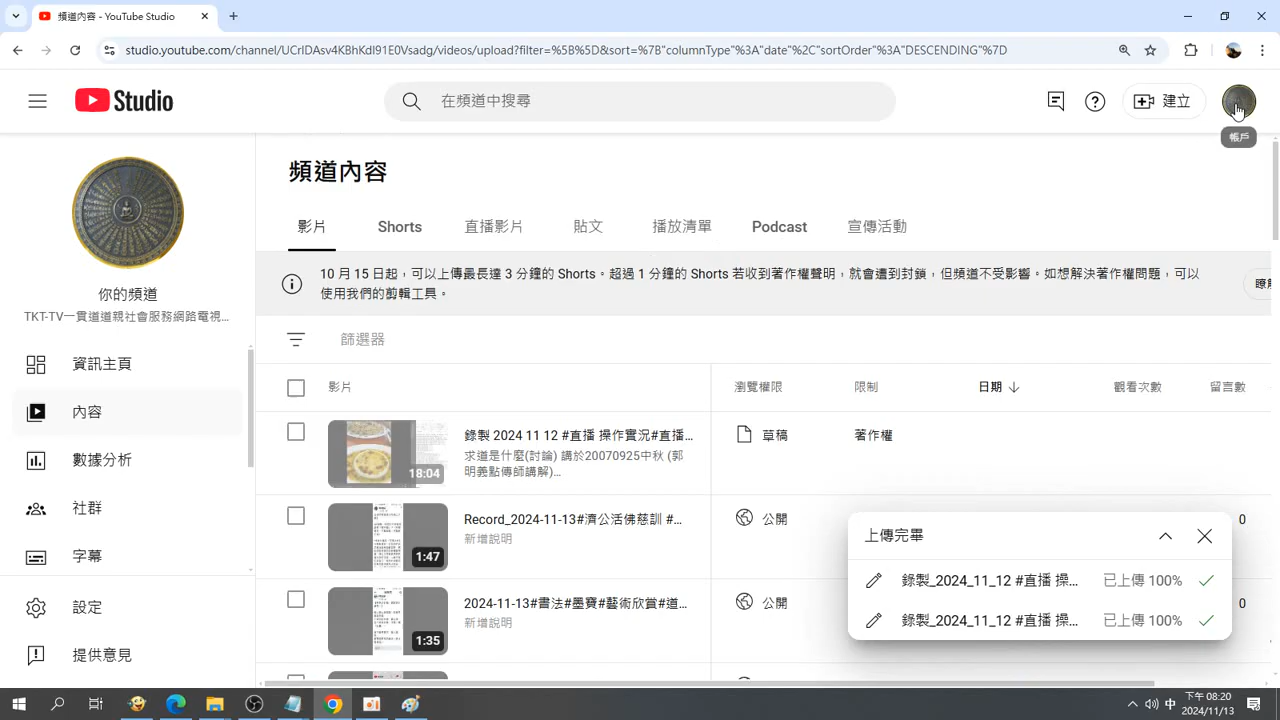 頻道內容 - YouTube Studio
studio.youtube.com/channel/UCrIDAsv4KBhKdI91E0Vsadg/videos/upload?filter=%5B%5D&sort=%7B"columnType"%3A"date"%2C"sortOrder"%3A"DESCENDING"%7D
Studio
在頻道中搜尋
建立
帳戶
你的頻道
TKT-TV一貫道道親社會服務網路電視...
資訊主頁
內容
數據分析
社群
字幕
設定
提供意見
頻道內容
影片 Shorts 直播影片 貼文 播放清單 Podcast 宣傳活動
10 月 15 日起，可以上傳最長達 3 分鐘的 Shorts。超過 1 分鐘的 Shorts 若收到著作權聲明，就會遭到封鎖，但頻道不受影響。如想解決著作權問題，可以
使用我們的剪輯工具。
篩選器
影片 瀏覽權限 限制 日期 觀看次數 留言數
18:04
錄製 2024 11 12 #直播 操作實況#直播...
求道是什麼(討論) 講於20070925中秋 (郭
明義點傳師講解)...
草稿 著作權
1:47
Record_2024-11-13#濟公活佛慈訓 #...
新增說明
公開 0
1:35
2024-11-13#書法#墨寶#藝術欣賞#道...
新增說明
公開 0
上傳完畢
錄製_2024_11_12 #直播 操... 已上傳 100%
錄製_2024_11_12 #直播 操... 已上傳 100%
中
下午 08:20
2024/11/13